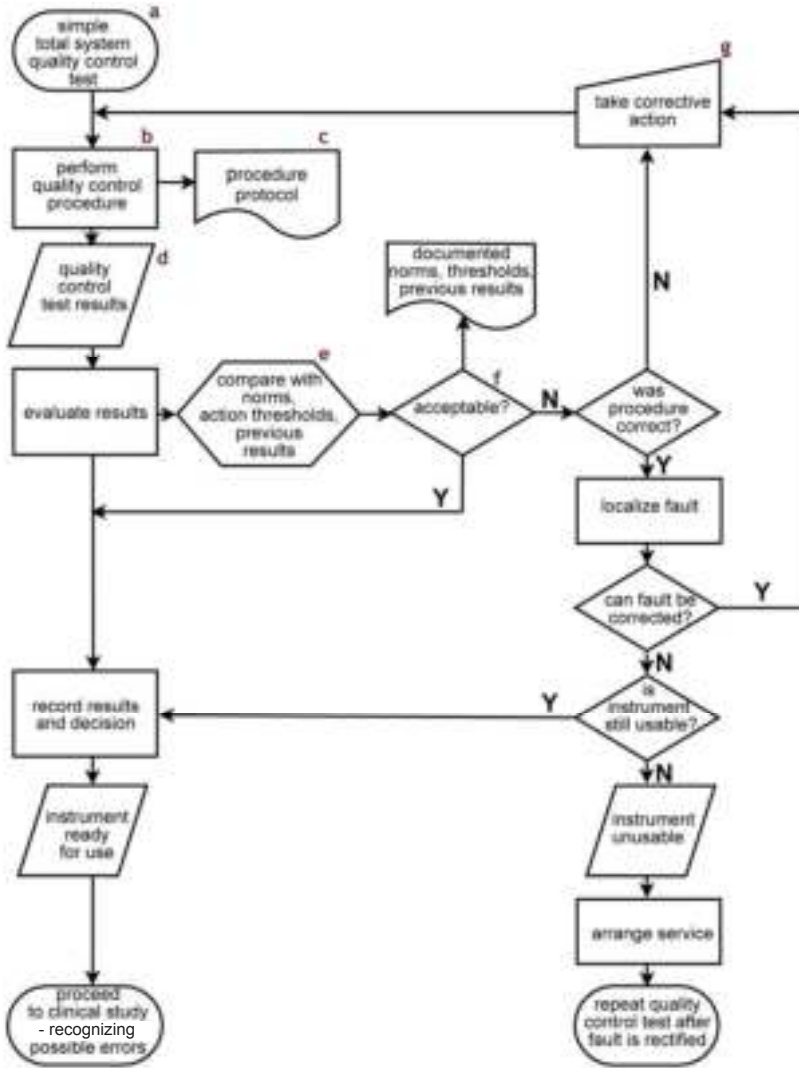 a
simple
total system
quality control
test
g
take corrective
action
b
perform
quality control
procedure
c
procedure
protocol
d
quality
control
test results
documented
norms, thresholds,
previous results
N
evaluate results
e
compare with
norms,
action thresholds,
previous
results
f
acceptable?
N
was
procedure
correct?
Y
Y
localize fault
can fault be
corrected?
Y
N
record results
and decision
Y
is
instrument
still usable?
N
instrument
ready
for use
instrument
unusable
arrange service
proceed
to clinical study
- recognizing
possible errors
repeat quality
control test after
fault is rectified